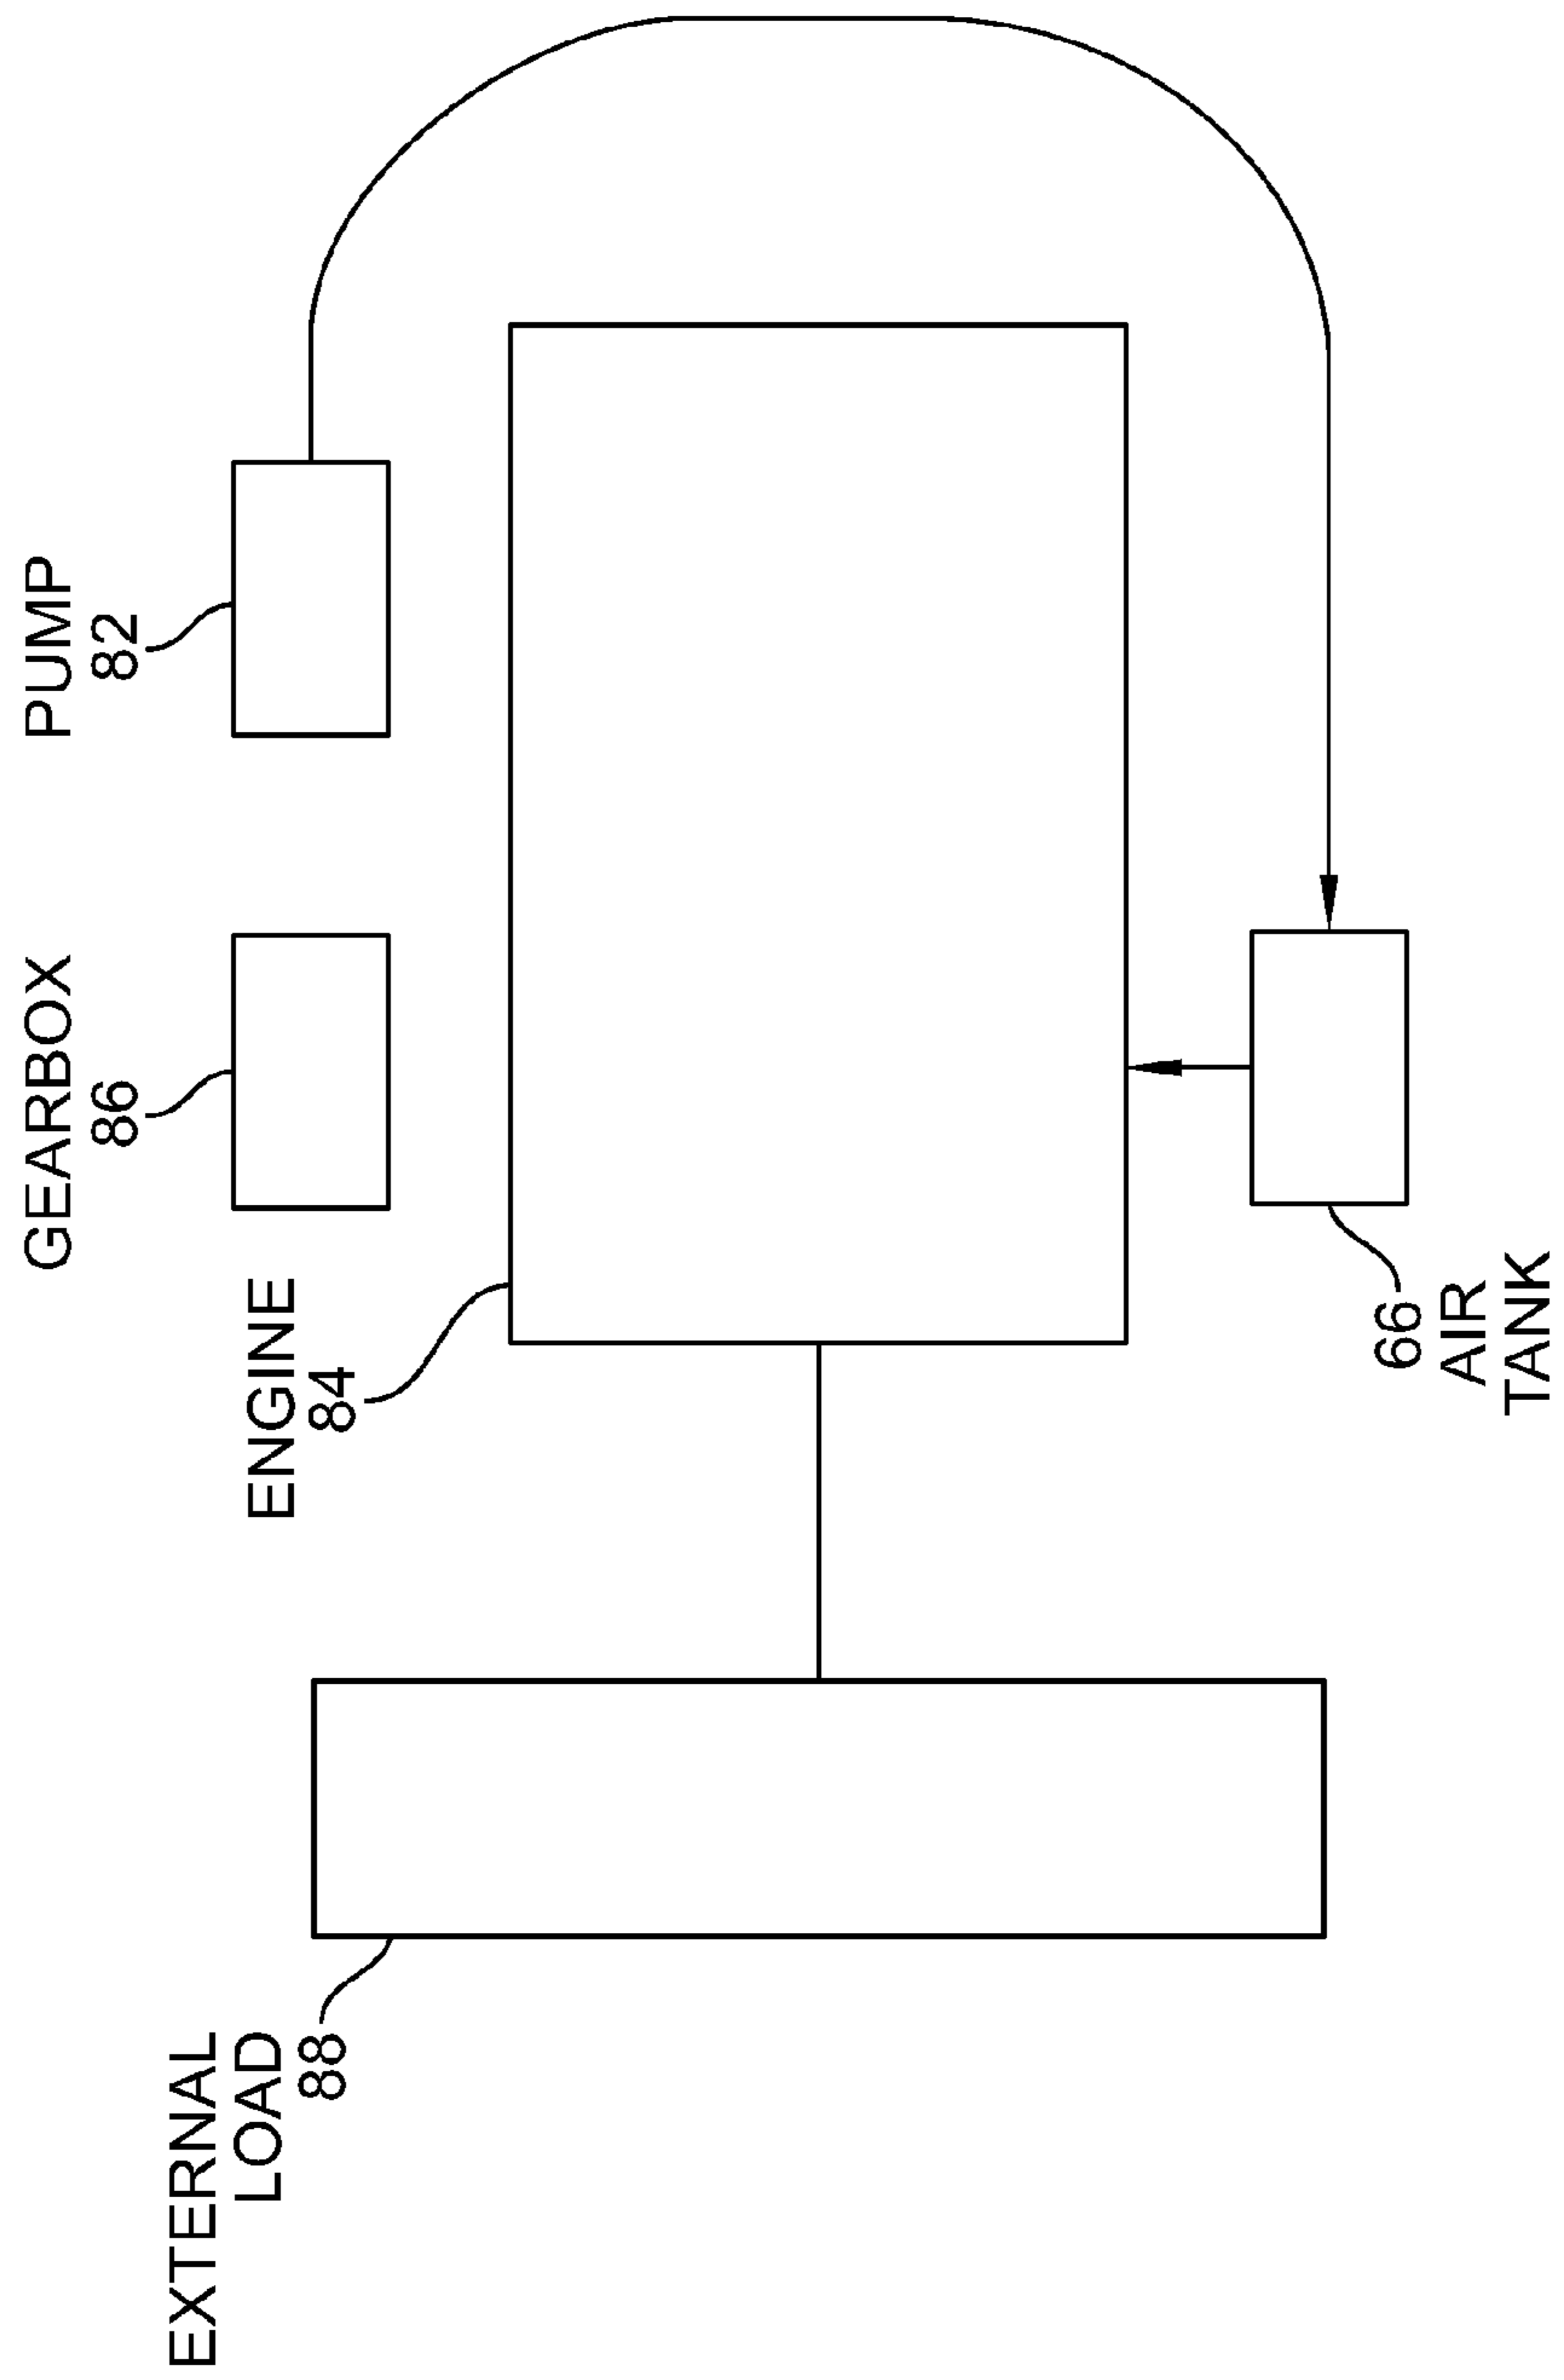 PUMP
82
GEARBOX
86
ENGINE
84
EXTERNAL
LOAD
88
66
AIR
TANK